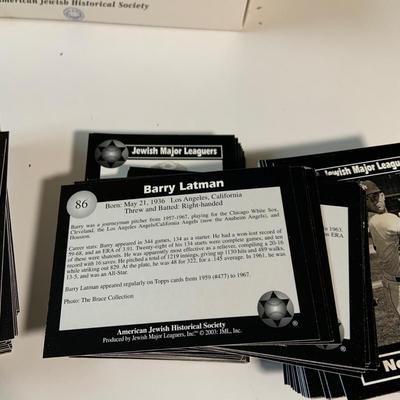 American Jewish Historical Society
Jewish Major Leaguers
Jewish Major Leaguers
86
Barry Latman
Born: May 21, 1936 Los Angeles, California
Threw and Batted: Right-handed
Barry was a journeyman pitcher from 1957-1967, playing for the Chicago White Sox,
Cleveland, the Los Angeles Angels/California Angels (now the Anaheim Angels), and
Houston.
Career stats: Barry appeared in 344 games, 134 as a starter. He had a won-lost record of
59-68, and an ERA of 3.91. Twenty-eight of his 134 starts were complete games, and ten
of these were shutouts. He was most effective as a reliever, compiling a 20-16
record with 16 saves. He pitched a total of 1219 innings, giving up 1130 hits and 489 walks,
while striking out 829. At the plate, he was 48 for 322, for a .145 average. In 1961, he was
13-5, and was an All-Star.
Barry Latman appeared regularly on Topps cards from 1959 (#477) to 1967.
Photo: The Brace Collection
American Jewish Historical Society
Produced by Jewish Major Leaguers, Inc.™ © 2003: JML, Inc.
1963,
ERA
No